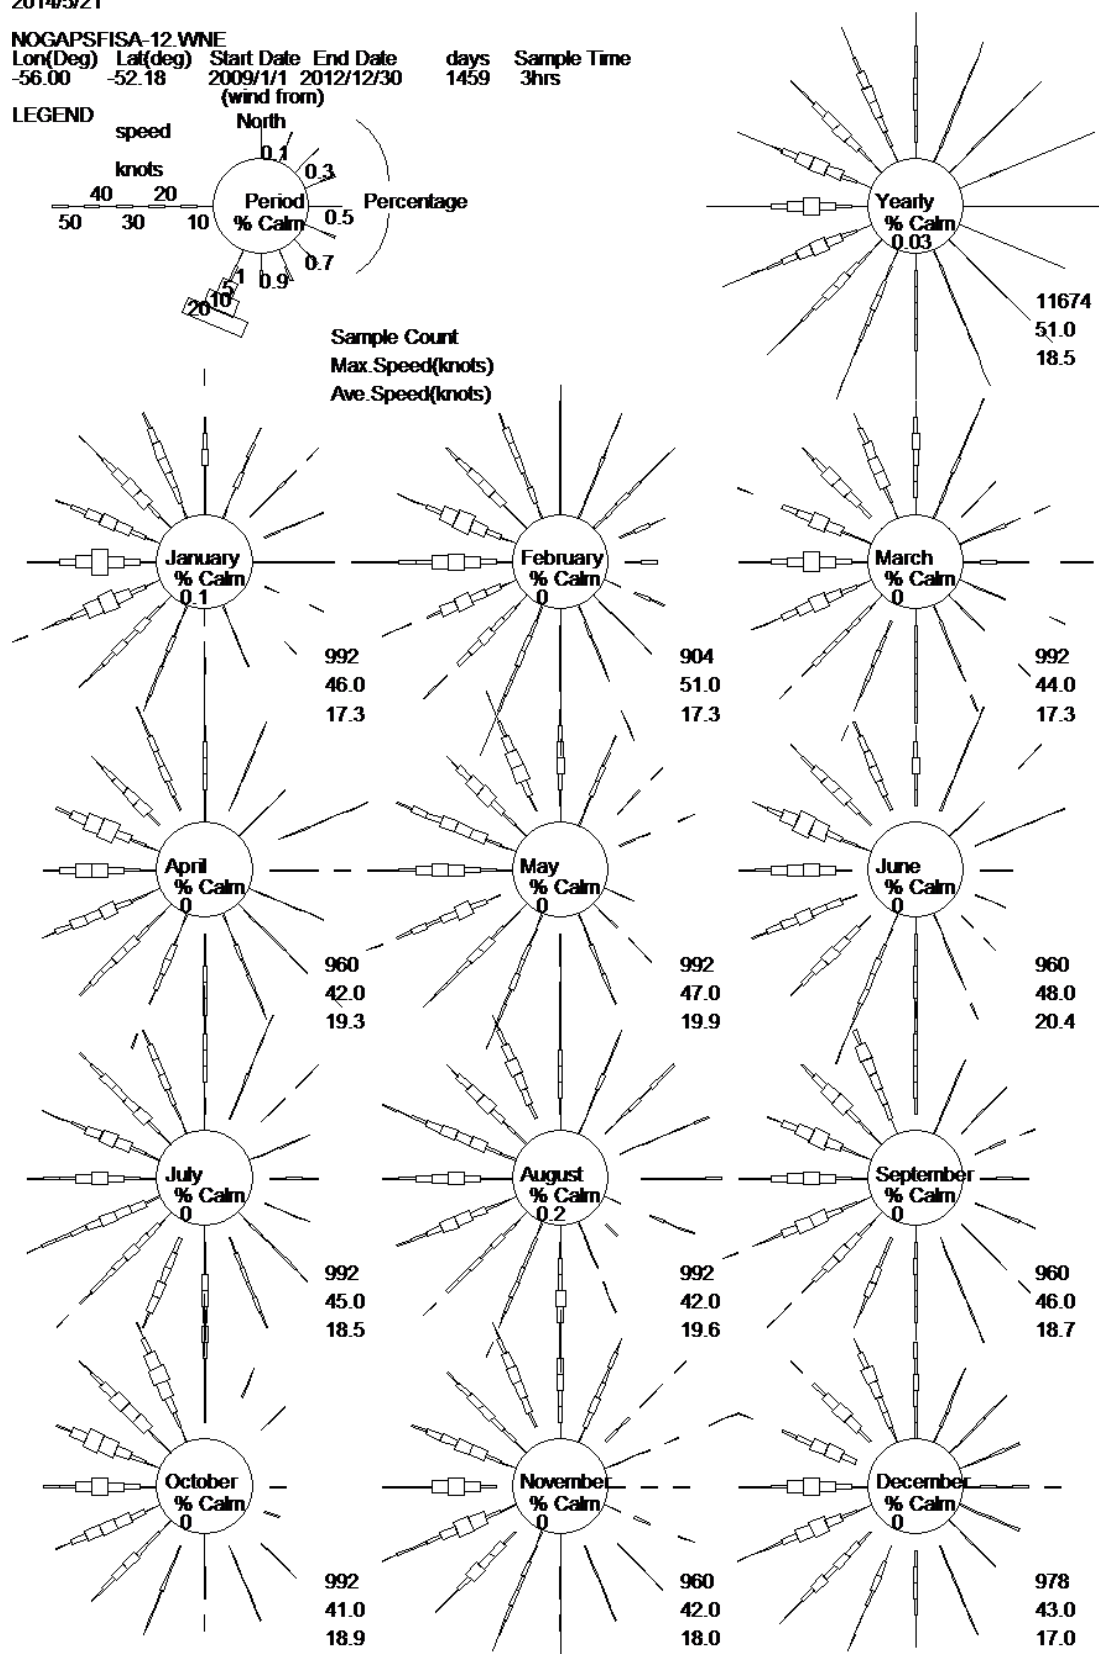 2014/5/21
NOGAPSFISA-12.WNE
Lon(Deg) Lat(deg) Start Date End Date days Sample Time
-56.00 -52.18 2009/1/1 2012/12/30 1459 3hrs
(wind from)
LEGEND
North
speed
knots
40 20
50 30 10
Period
% Calm
0.1
0.3
0.5
0.7
0.9
1
5
10
20
Percentage
Sample Count
Max.Speed(knots)
Ave.Speed(knots)
Yearly
% Calm
0.03
11674
51.0
18.5
January
% Calm
0.1
992
46.0
17.3
February
% Calm
0
904
51.0
17.3
March
% Calm
0
992
44.0
17.3
April
% Calm
0
960
42.0
19.3
May
% Calm
0
992
47.0
19.9
June
% Calm
0
960
48.0
20.4
July
% Calm
0
992
45.0
18.5
August
% Calm
0.2
992
42.0
19.6
September
% Calm
0
960
46.0
18.7
October
% Calm
0
992
41.0
18.9
November
% Calm
0
960
42.0
18.0
December
% Calm
0
978
43.0
17.0